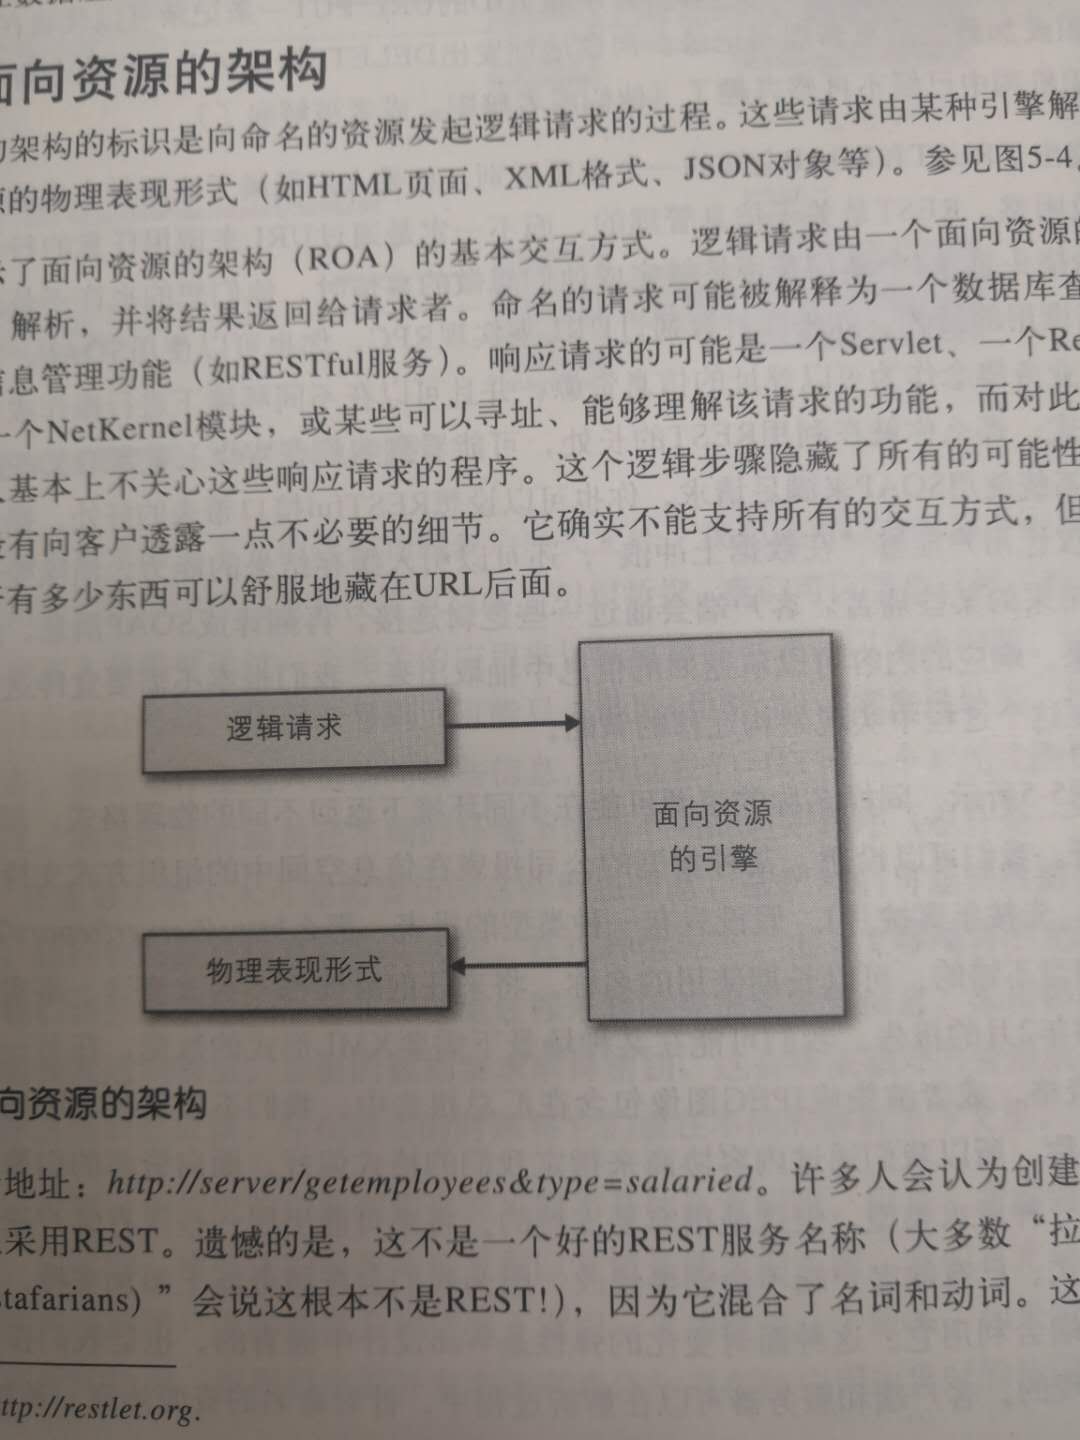 面向资源的架构
架构的标识是向命名的资源发起逻辑请求的过程。这些请求由某种引擎解
的物理表现形式（如HTML页面、XML格式、JSON对象等）。参见图5-4。
了面向资源的架构（ROA）的基本交互方式。逻辑请求由一个面向资源的
解析，并将结果返回给请求者。命名的请求可能被解释为一个数据库查
信息管理功能（如RESTful服务）。响应请求的可能是一个Servlet、一个Re
一个NetKernel模块，或某些可以寻址、能够理解该请求的功能，而对此
基本上不关心这些响应请求的程序。这个逻辑步骤隐藏了所有的可能性
没有向客户透露一点不必要的细节。它确实不能支持所有的交互方式，但
有多少东西可以舒服地藏在URL后面。
逻辑请求
面向资源
的引擎
物理表现形式
向资源的架构
地址：http://server/getemployees&type=salaried。许多人会认为创建
采用REST。遗憾的是，这不是一个好的REST服务名称（大多数“拉
stafarians）”会说这根本不是REST!），因为它混合了名词和动词。这
ttp://restlet.org.